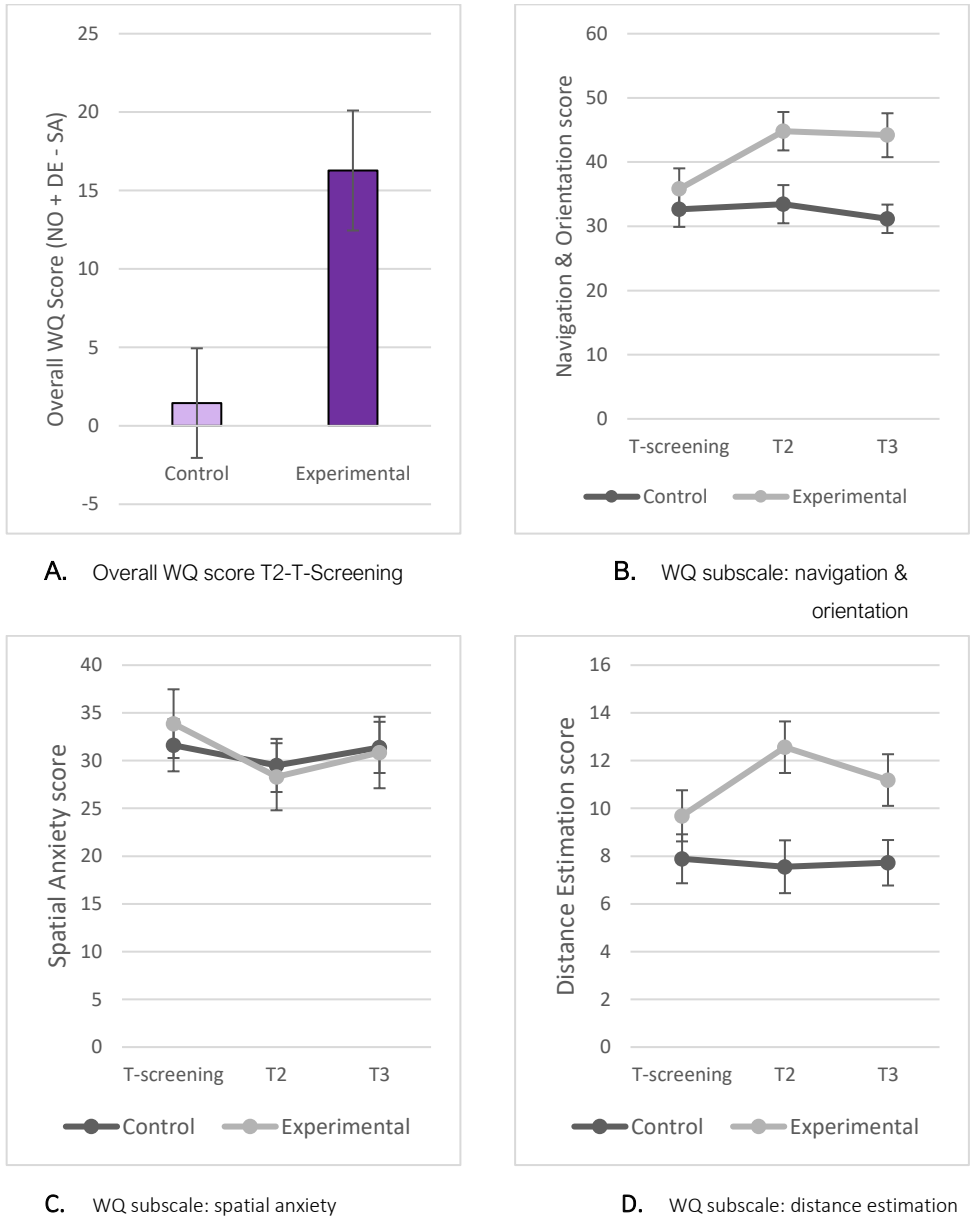 Overall WQ Score (NO + DE - SA)
25
20
15
10
5
0
-5
Control
Experimental
A. Overall WQ score T2-T-Screening
Navigation & Orientation score
60
50
40
30
20
10
0
T-screening T2 T3
Control Experimental
B. WQ subscale: navigation &
orientation
Spatial Anxiety score
40
35
30
25
20
15
10
5
0
T-screening T2 T3
Control Experimental
C. WQ subscale: spatial anxiety
Distance Estimation score
16
14
12
10
8
6
4
2
0
T-screening T2 T3
Control Experimental
D. WQ subscale: distance estimation